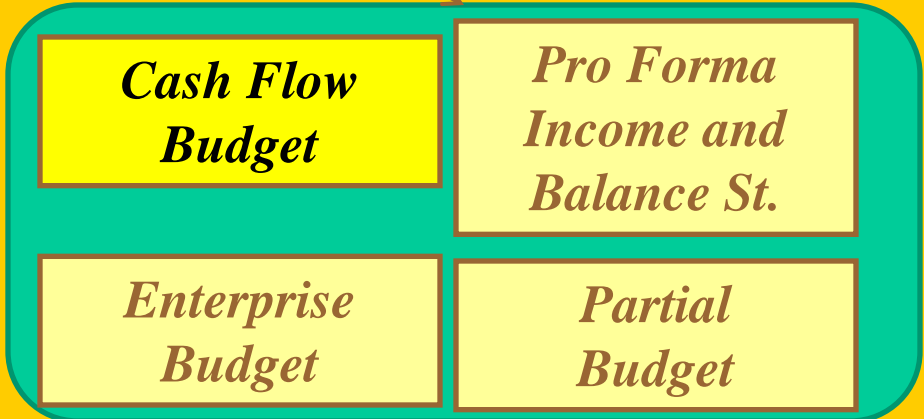 Cash Flow
Budget
Pro Forma
Income and
Balance St.
Enterprise
Budget
Partial
Budget